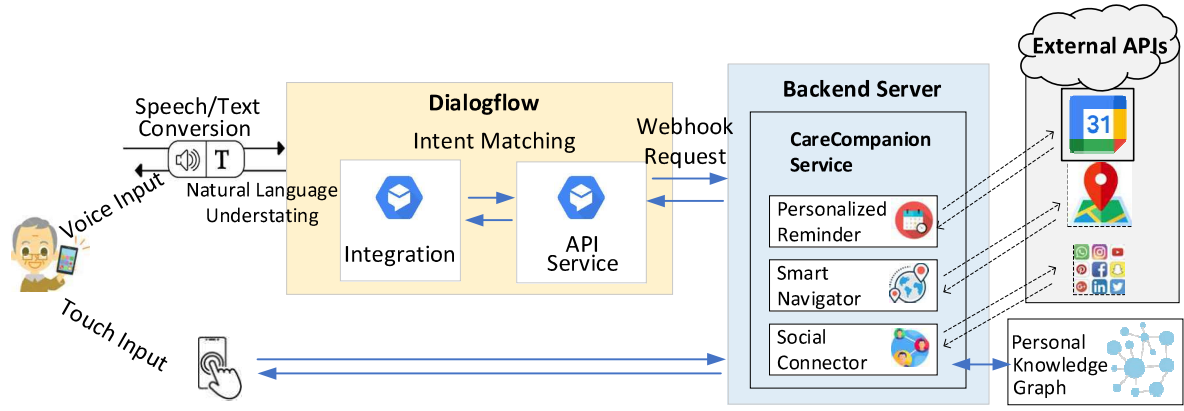 Speech/Text
Conversion
T
Natural Language
Understating
Voice Input
Touch Input
Dialogflow
Intent Matching
Integration
API
Service
Webhook
Request
Backend Server
CareCompanion
Service
Personalized
Reminder
Smart
Navigator
Social
Connector
External APIs
31
Personal
Knowledge
Graph